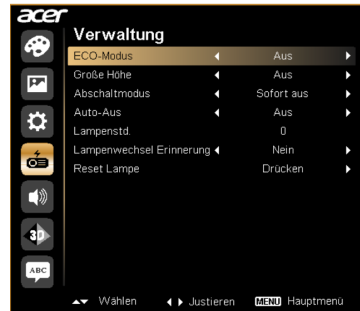 acer
Verwaltung
ECO-Modus Aus
Große Höhe Aus
Abschaltmodus Sofort aus
Auto-Aus Aus
Lampenstd. 0
Lampenwechsel Erinnerung Nein
Reset Lampe Drücken
3D
ABC
Wählen Justieren MENU Hauptmenü